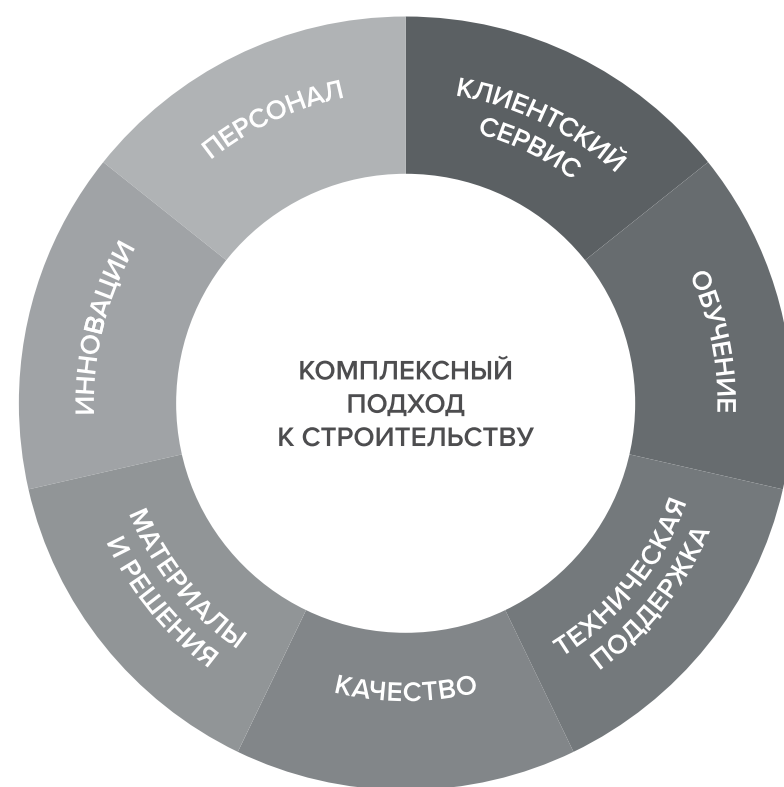 КЛИЕНТСКИЙ
СЕРВИС
ОБУЧЕНИЕ
ТЕХНИЧЕСКАЯ
ПОДДЕРЖКА
КАЧЕСТВО
МАТЕРИАЛЫ
И РЕШЕНИЯ
ИННОВАЦИИ
ПЕРСОНАЛ
КОМПЛЕКСНЫЙ
ПОДХОД
К СТРОИТЕЛЬСТВУ